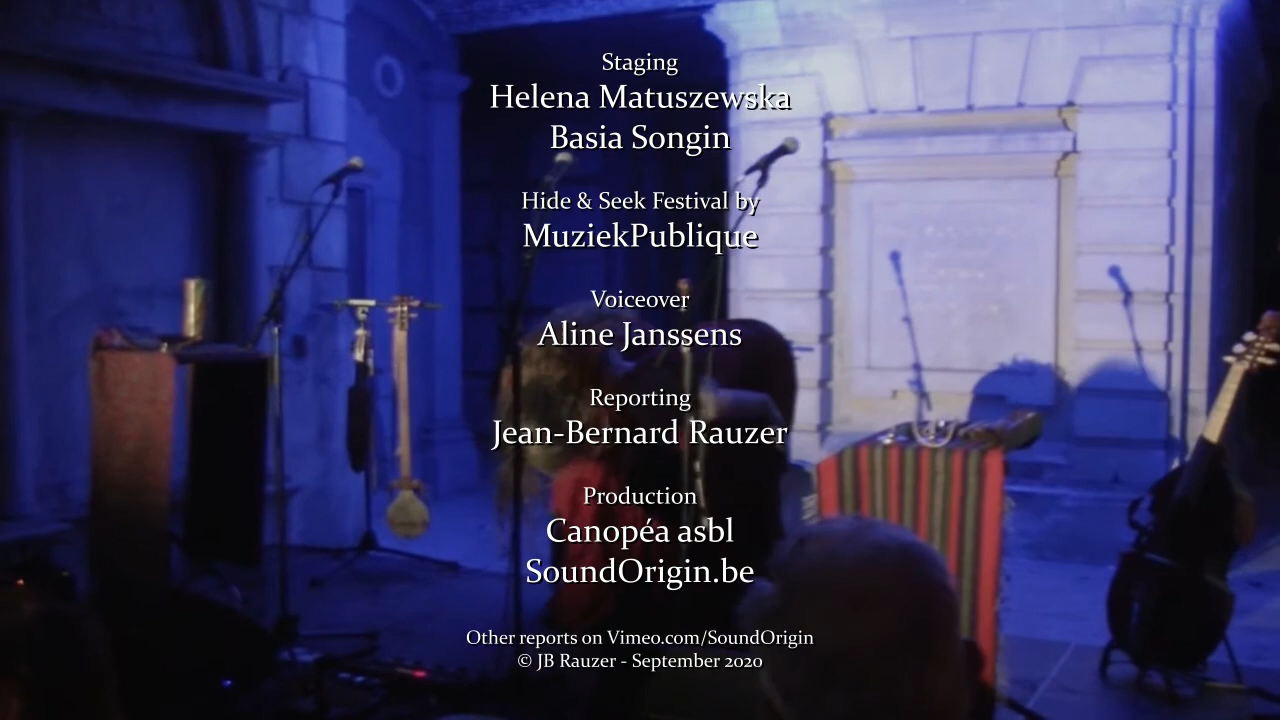 Staging
Helena Matuszewska
Basia Songin
Hide & Seek Festival by
MuziekPublique
Voiceover
Aline Janssens
Reporting
Jean-Bernard Rauzer
Production
Canopéa asbl
SoundOrigin.be
Other reports on Vimeo.com/SoundOrigin
© JB Rauzer - September 2020